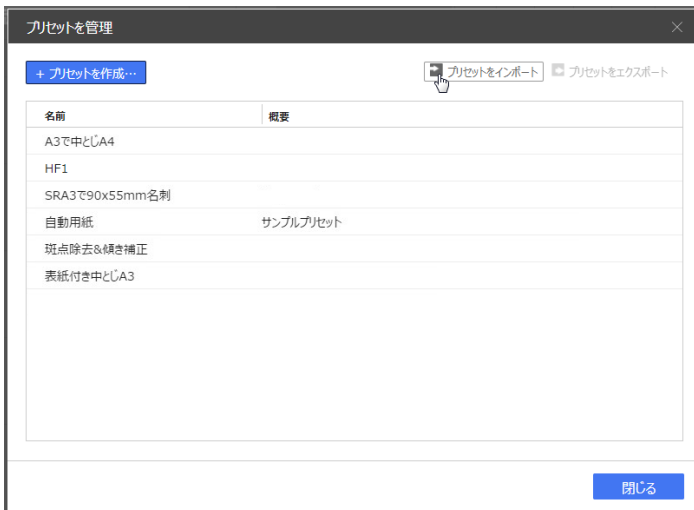 プリセットを管理
+ プリセットを作成…
プリセットをインポート プリセットをエクスポート
名前 概要
A3で中とじA4
HF1
SRA3で90x55mm名刺
自動用紙 サンプルプリセット
斑点除去&傾き補正
表紙付き中とじA3
閉じる